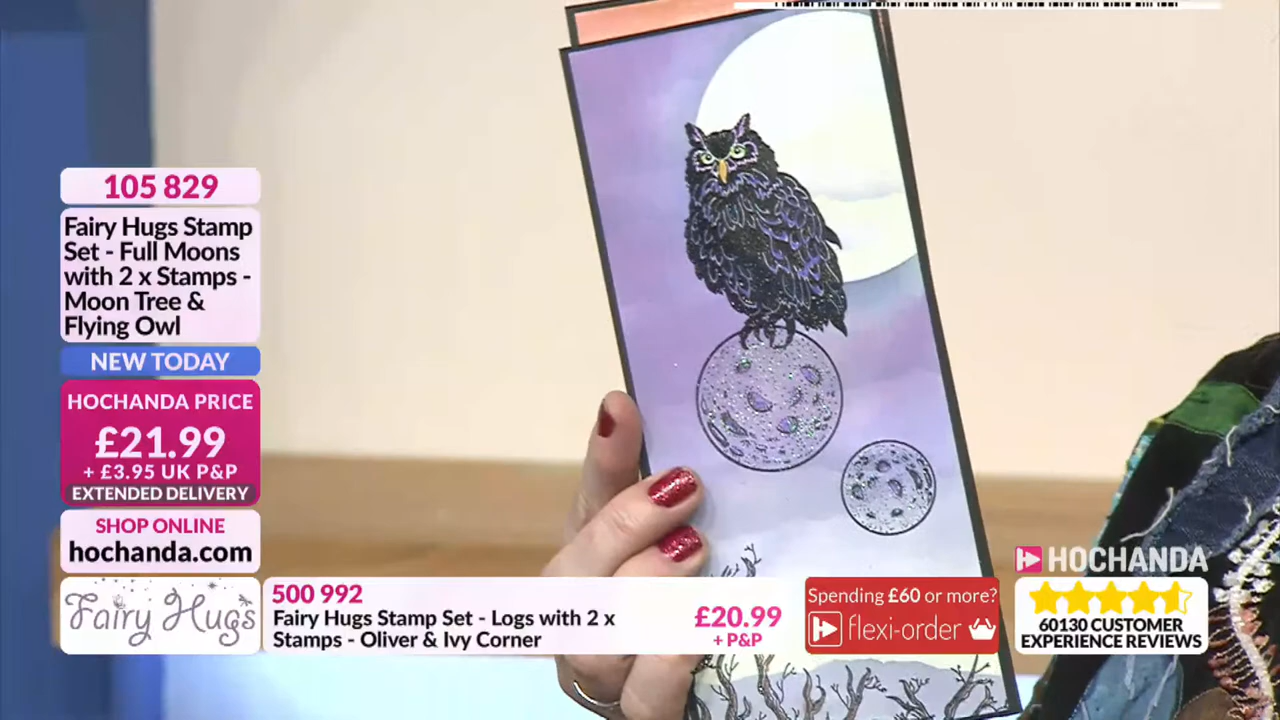 105 829
Fairy Hugs Stamp
Set - Full Moons
with 2 x Stamps -
Moon Tree &
Flying Owl
NEW TODAY
HOCHANDA PRICE
£21.99
+ £3.95 UK P&P
EXTENDED DELIVERY
SHOP ONLINE
hochanda.com
Fairy Hugs
500 992
Fairy Hugs Stamp Set - Logs with 2 x
Stamps - Oliver & Ivy Corner
£20.99
+ P&P
Spending £60 or more?
flexi-order
HOCHANDA
60130 CUSTOMER
EXPERIENCE REVIEWS